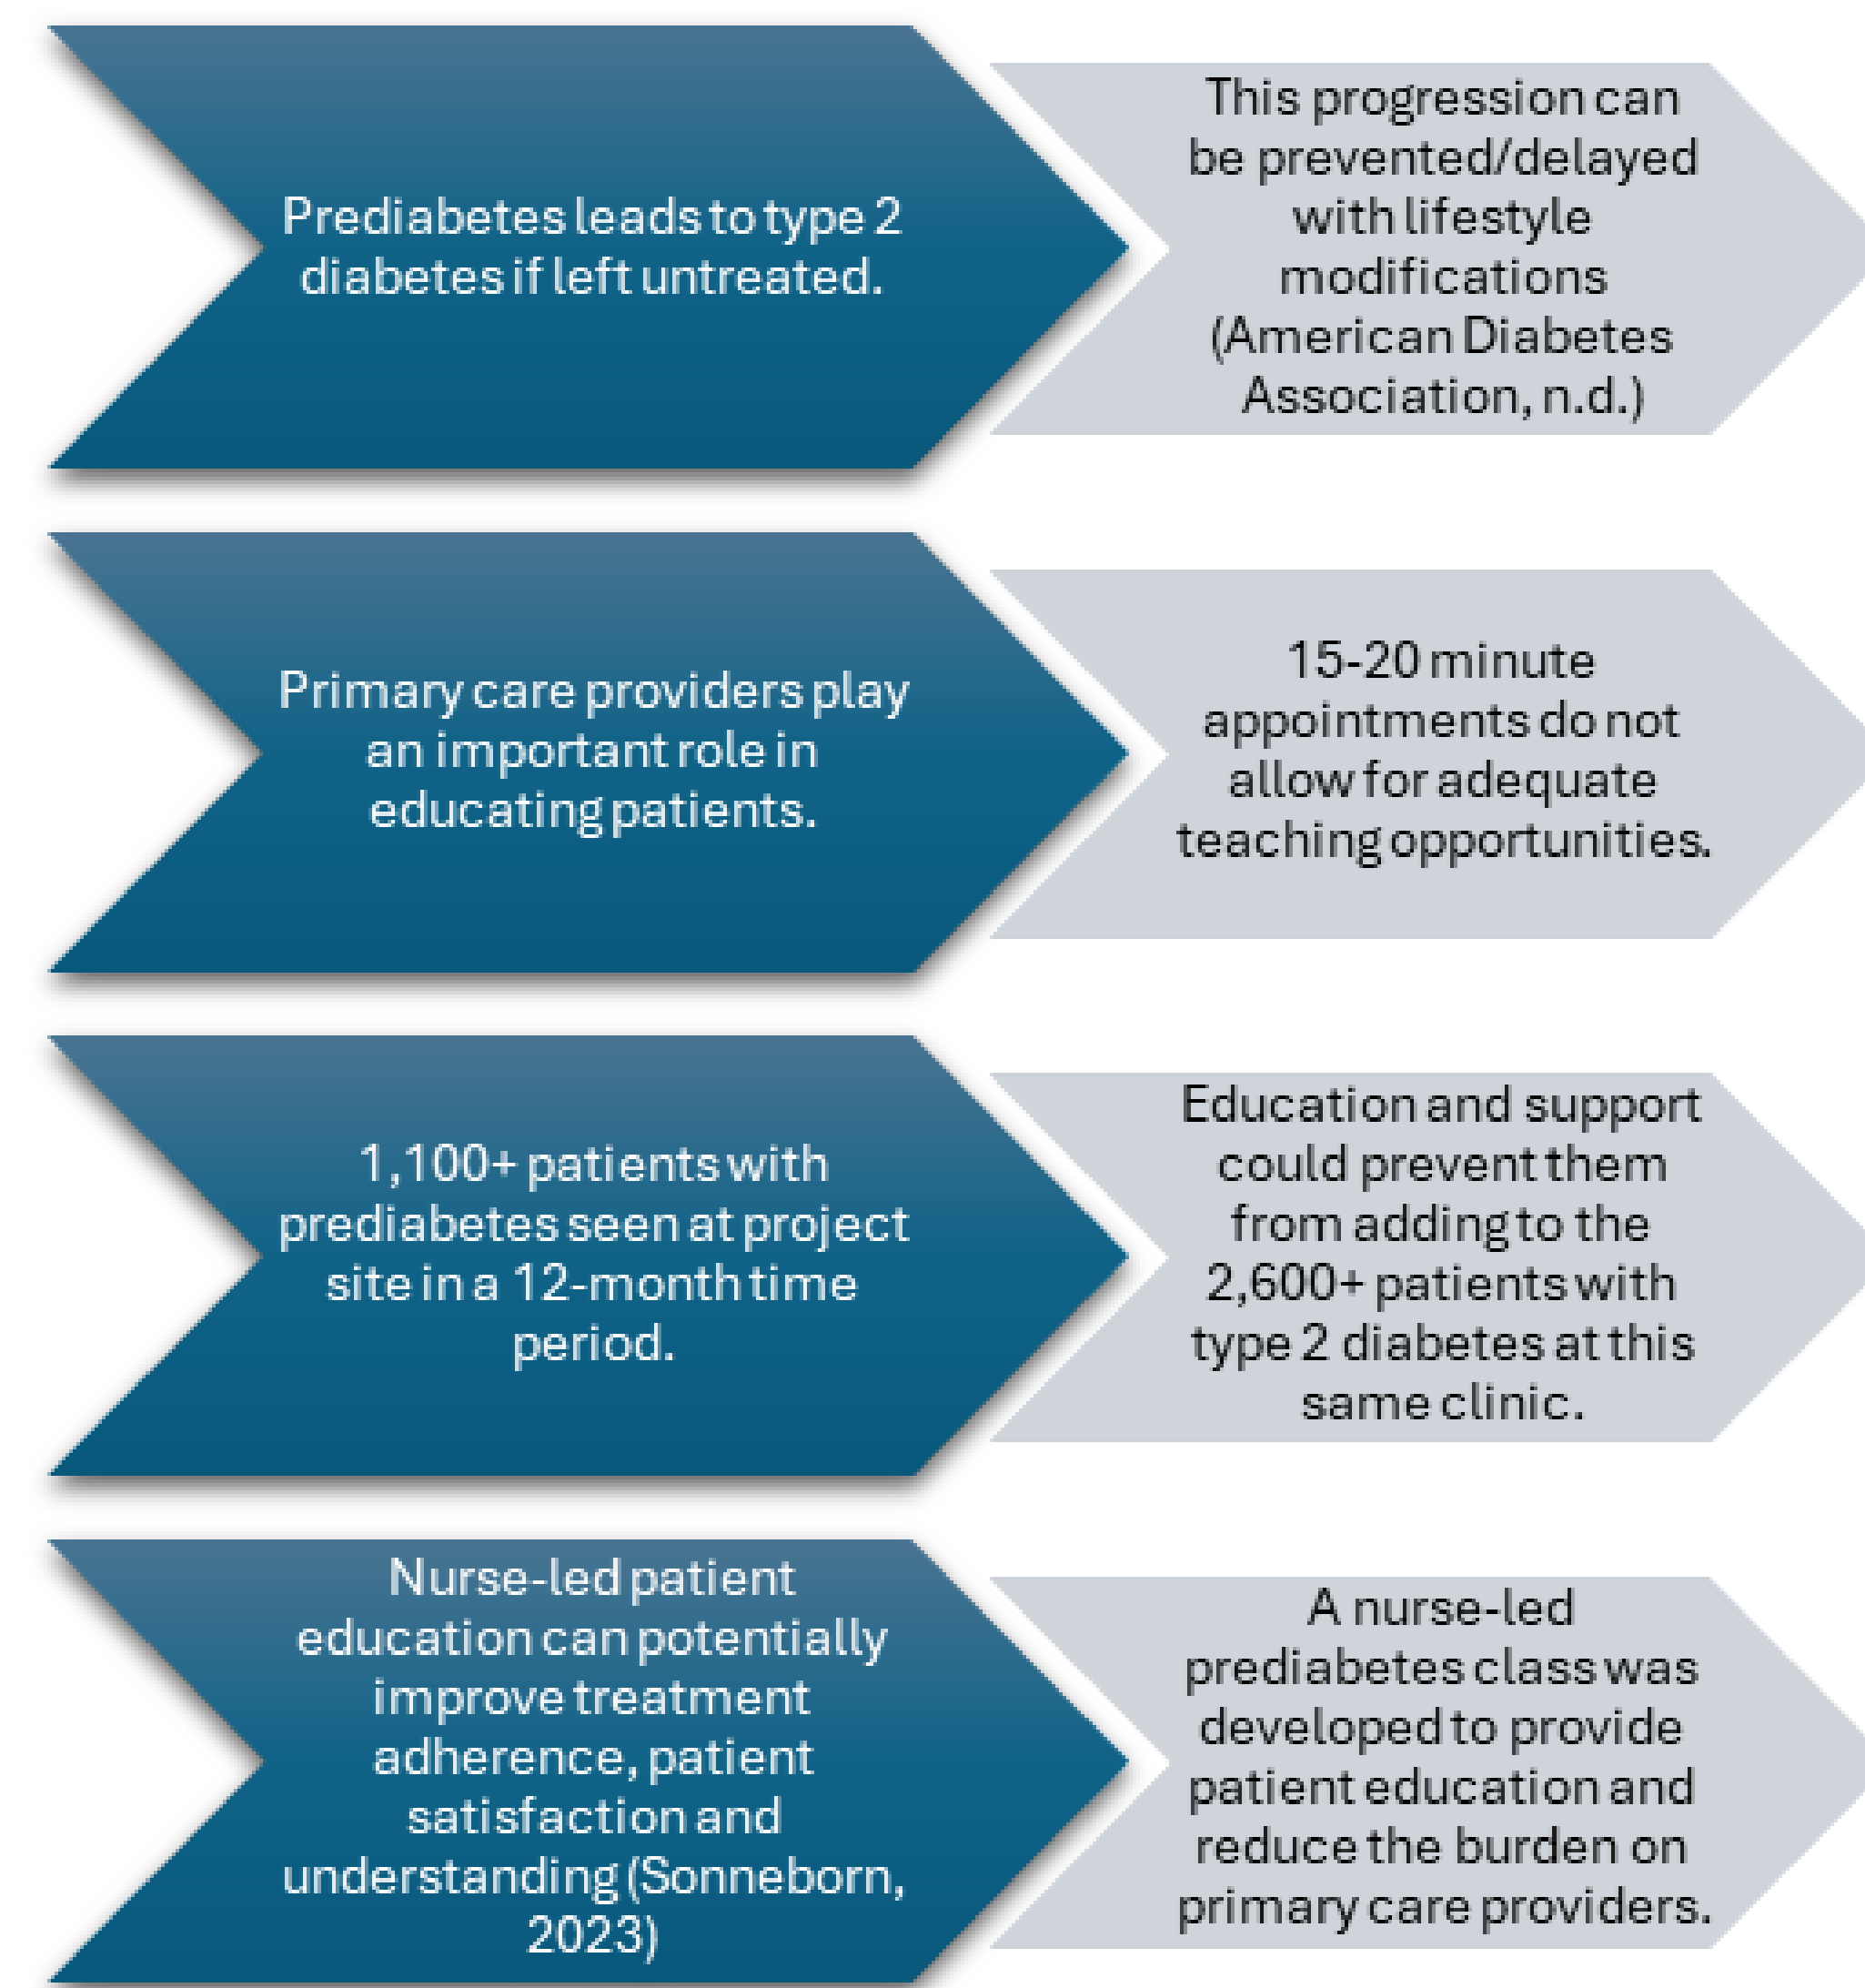 Prediabetes leads to type 2
diabetes if left untreated.
This progression can
be prevented/delayed
with lifestyle
modifications
(American Diabetes
Association, n.d.)
Primary care providers play
an important role in
educating patients.
15-20 minute
appointments do not
allow for adequate
teaching opportunities.
1,100+ patients with
prediabetes seen at project
site in a 12-month time
period.
Education and support
could prevent them
from adding to the
2,600+ patients with
type 2 diabetes at this
same clinic.
Nurse-led patient
education can potentially
improve treatment
adherence, patient
satisfaction and
understanding (Sonneborn,
2023)
A nurse-led
prediabetes class was
developed to provide
patient education and
reduce the burden on
primary care providers.